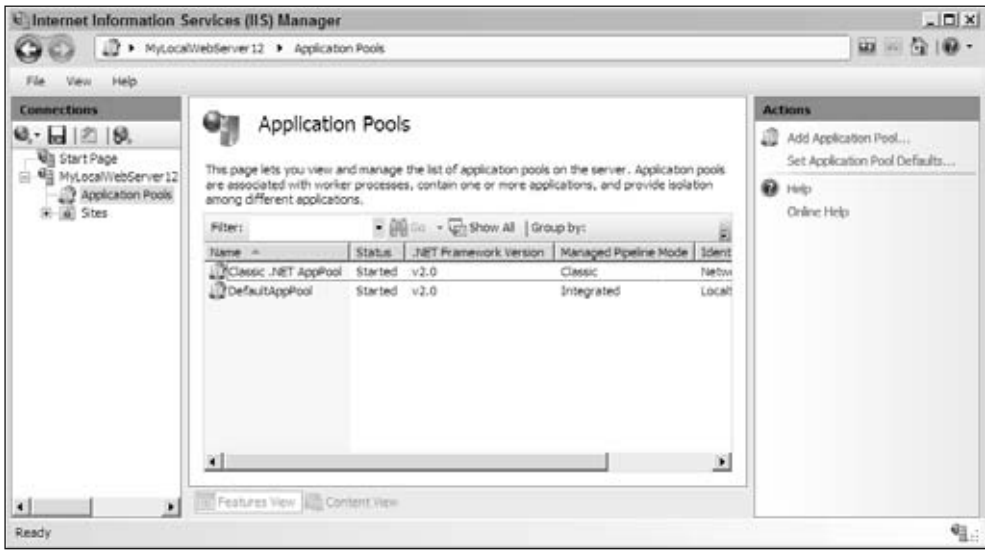 Internet Information Services (IIS) Manager
MyLocalWebServer12 Application Pools
File View Help
Connections
Start Page
MyLocalWebServer12
Application Pools
Sites
Application Pools
This page lets you view and manage the list of application pools on the server. Application pools
are associated with worker processes, contain one or more applications, and provide isolation
among different applications.
Filter: Go Show All Group by:
Name Status .NET Framework Version Managed Pipeline Mode Ident
Classic .NET AppPool Started v2.0 Classic Netwo
DefaultAppPool Started v2.0 Integrated Local
Features View Content View
Actions
Add Application Pool...
Set Application Pool Defaults...
Help
Online Help
Ready